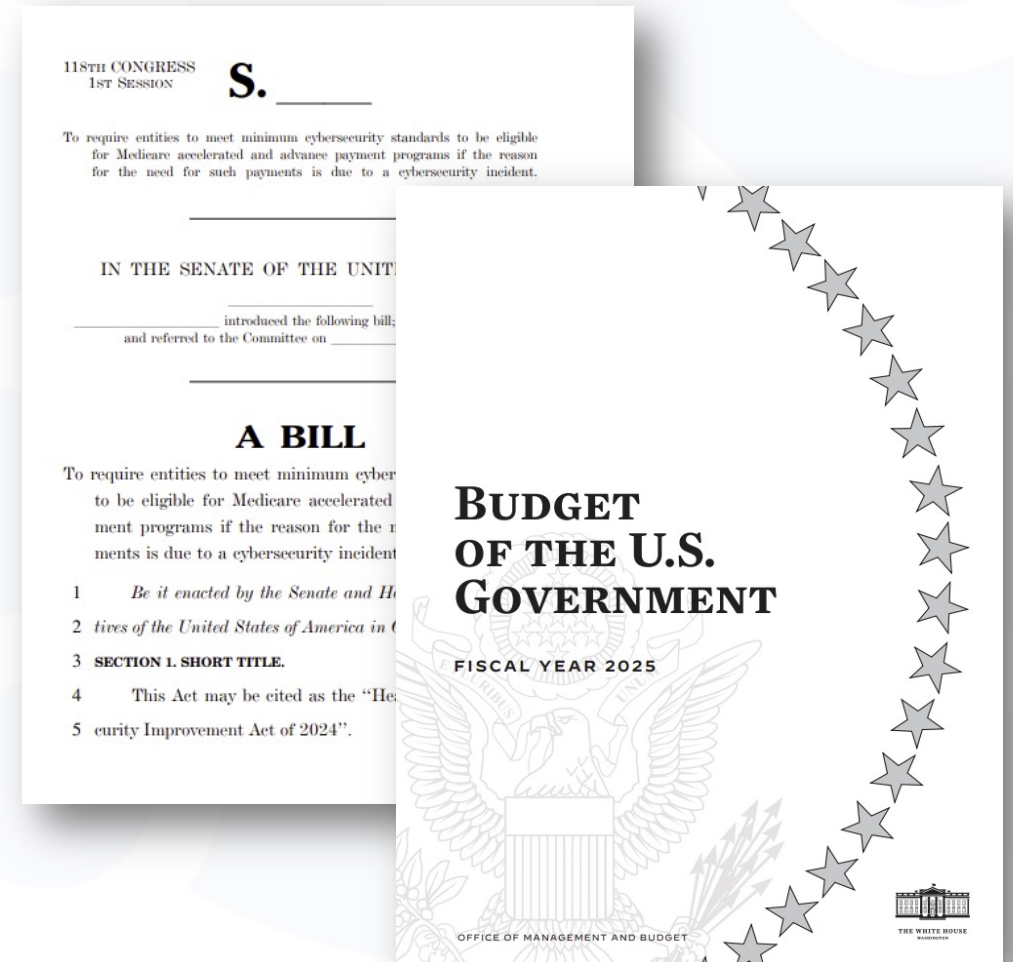 118TH CONGRESS
1ST SESSION
S.
To require entities to meet minimum cybersecurity standards to be eligible
for Medicare accelerated and advance payment programs if the reason
for the need for such payments is due to a cybersecurity incident.
IN THE SENATE OF THE
introduced the following bill;
and referred to the Committee on
A BILL
To require entities to meet minimum
to be eligible for Medicare accelerated
ment programs if the reason for the
ments is due to a cybersecurity incident
1 Be it enacted by the Senate and
2 tives of the United States of America in
3 SECTION 1. SHORT TITLE.
4 This Act may be cited as the “
5 curity Improvement Act of 2024”.
BUDGET
OF THE U.S.
GOVERNMENT
FISCAL YEAR 2025
E PLURIBUS UNUM
OFFICE OF MANAGEMENT AND BUDGET
THE WHITE HOUSE
WASHINGTON